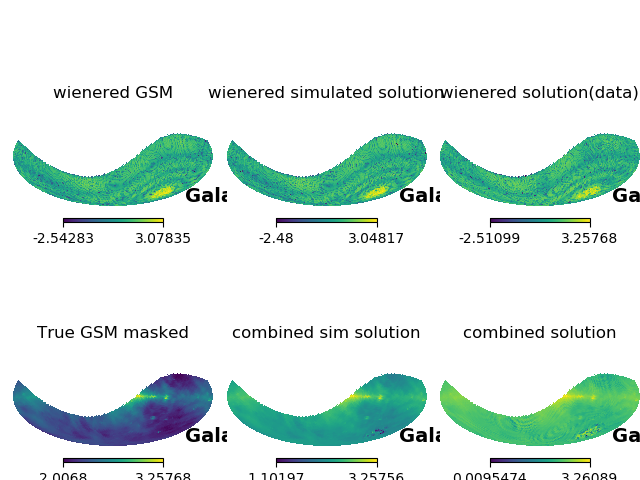 wienered GSM wienered simulated solution wienered solution(data)
Gala Gala Ga
-2.54283 3.07835 -2.48 3.04817 -2.51099 3.25768
True GSM masked combined sim solution combined solution
Gala Gala Ga
2.0068 3.25768 1.10197 3.25756 0.0095474 3.26089